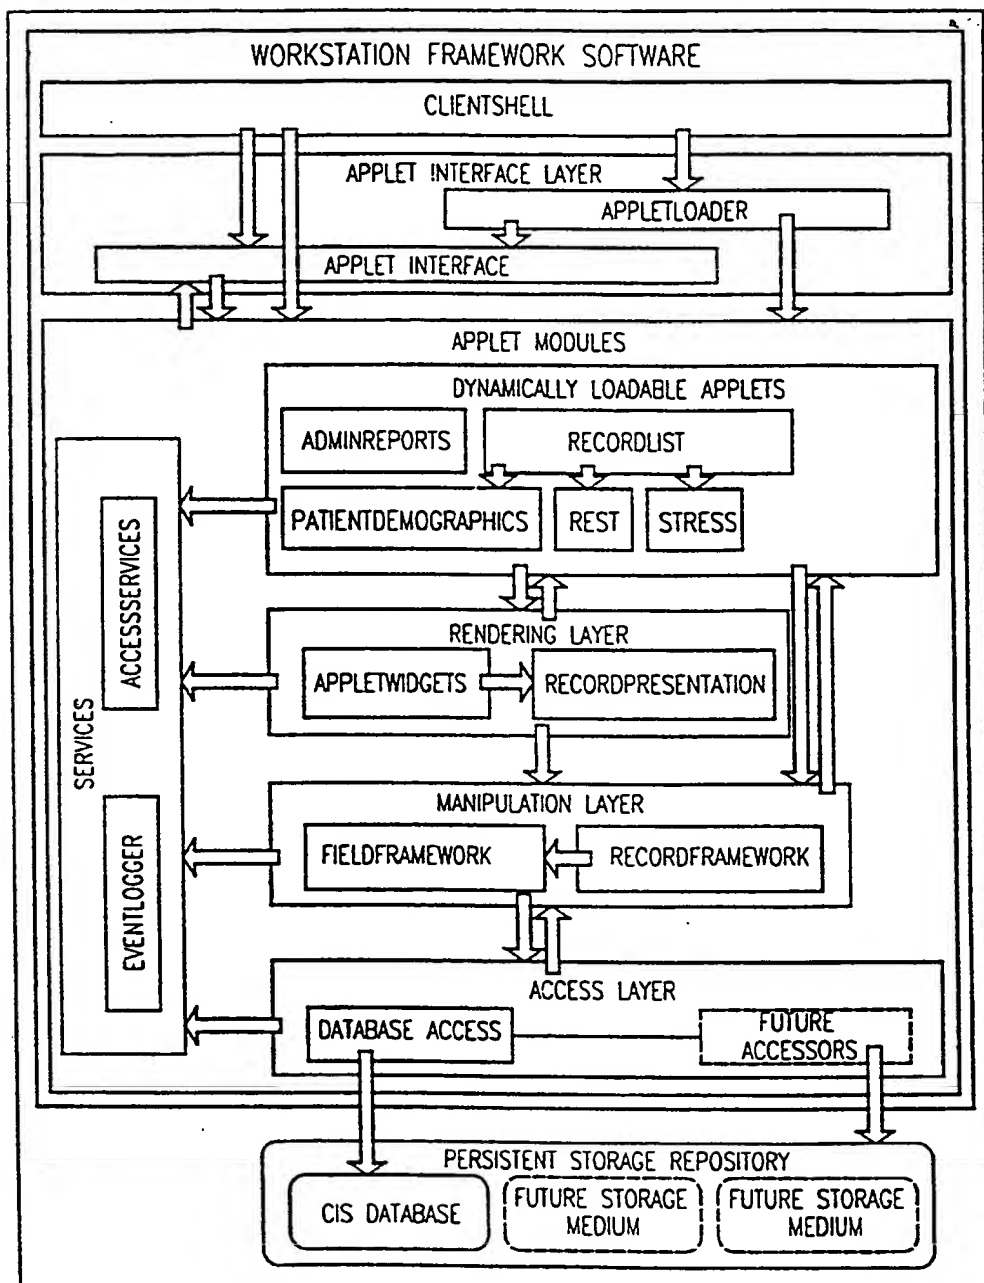 WORKSTATION FRAMEWORK SOFTWARE
CLIENTSHELL
APPLET INTERFACE LAYER
APPLETLOADER
APPLET INTERFACE
APPLET MODULES
DYNAMICALLY LOADABLE APPLETS
ADMINREPORTS
RECORDLIST
PATIENTDEMOGRAPHICS
REST
STRESS
SERVICES
ACCESSSERVICES
EVENTLOGGER
RENDERING LAYER
APPLETWIDGETS
RECORDPRESENTATION
MANIPULATION LAYER
FIELDFRAMEWORK
RECORDFRAMEWORK
ACCESS LAYER
DATABASE ACCESS
FUTURE
ACCESSORS
PERSISTENT STORAGE REPOSITORY
CIS DATABASE
FUTURE STORAGE
MEDIUM
FUTURE STORAGE
MEDIUM